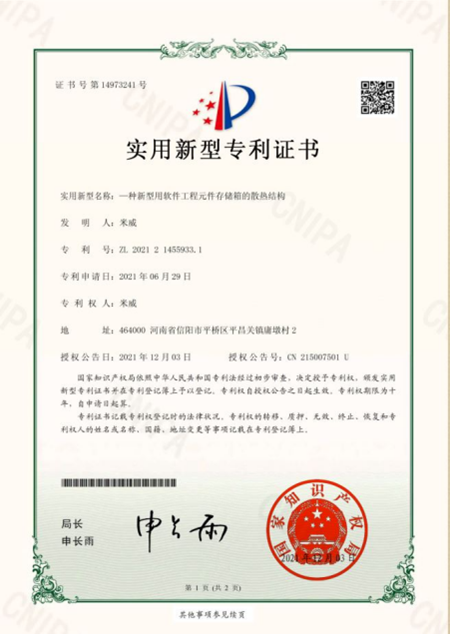 证书号第14973241号
实用新型专利证书
实用新型名称:一种新型用软件工程元件存储箱的散热结构
发 明 人:米威
专 利 号:ZL 2021 2 1455933.1
专利申请日:2021年06月29日
专 利 权 人:米威
地 址:464000 河南省信阳市平桥区平昌关镇庸墩村2
授权公告日:2021年12月03日 授权公告号:CN 215007501 U
国家知识产权局依照中华人民共和国专利法经过初步审查,决定授予专利权,颁发实用
新型专利证书并在专利登记簿上予以登记。专利权自授权公告之日起生效。专利权期限为十
年,自申请日起算。
专利证书记载专利权登记时的法律状况。专利权的转移、质押、无效、终止、恢复和专
利权人的姓名或名称、国籍、地址变更等事项记载在专利登记簿上。
局长
申长雨
申长雨
国家知识产权局
2021年12月03日
第 1 页 (共 2 页)
其他事项参见续页
CNIPA